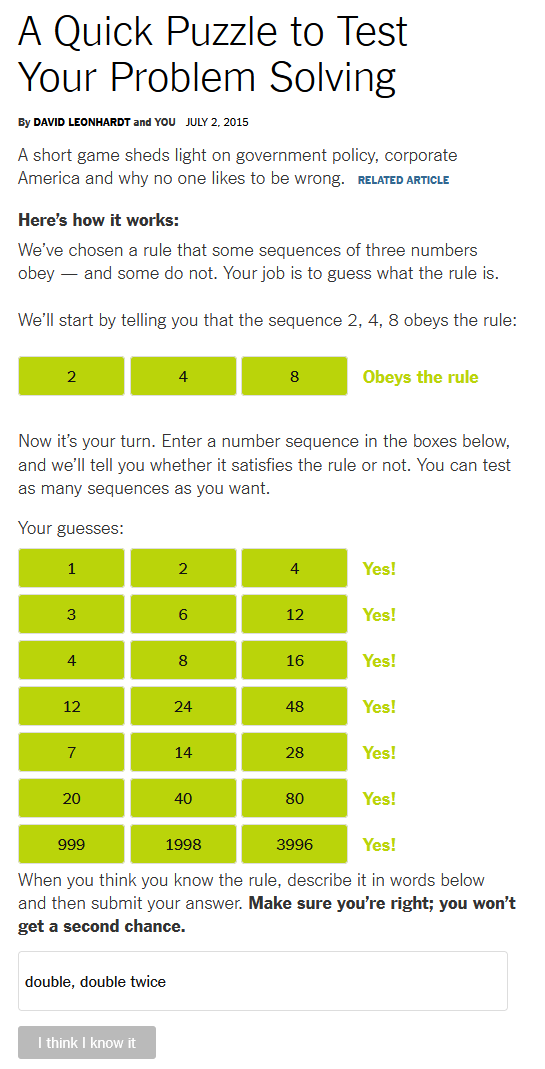 A Quick Puzzle to Test
Your Problem Solving
By DAVID LEONHARDT and YOU JULY 2, 2015
A short game sheds light on government policy, corporate
America and why no one likes to be wrong. RELATED ARTICLE
Here's how it works:
We've chosen a rule that some sequences of three numbers
obey — and some do not. Your job is to guess what the rule is.
We'll start by telling you that the sequence 2, 4, 8 obeys the rule:
2 4 8 Obeys the rule
Now it's your turn. Enter a number sequence in the boxes below,
and we'll tell you whether it satisfies the rule or not. You can test
as many sequences as you want.
Your guesses:
1 2 4 Yes!
3 6 12 Yes!
4 8 16 Yes!
12 24 48 Yes!
7 14 28 Yes!
20 40 80 Yes!
999 1998 3996 Yes!
When you think you know the rule, describe it in words below
and then submit your answer. Make sure you're right; you won't
get a second chance.
double, double twice
I think I know it